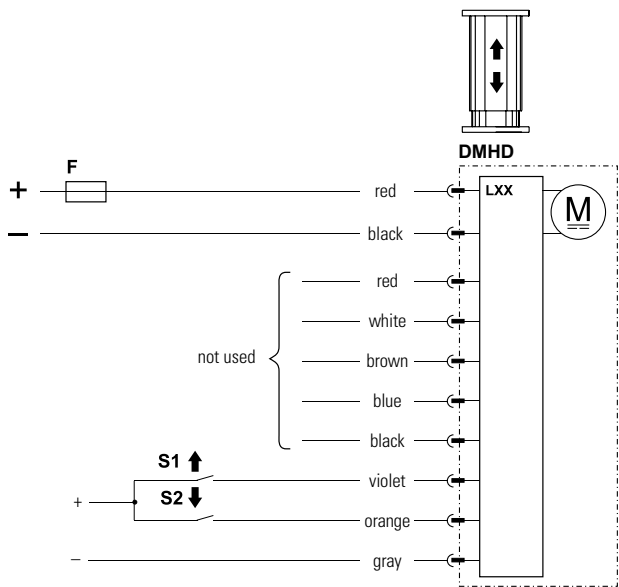 DMHD
F
+ red LXX
M
− black
red
white
not used brown
blue
black
S1
violet
+ S2
orange
− gray